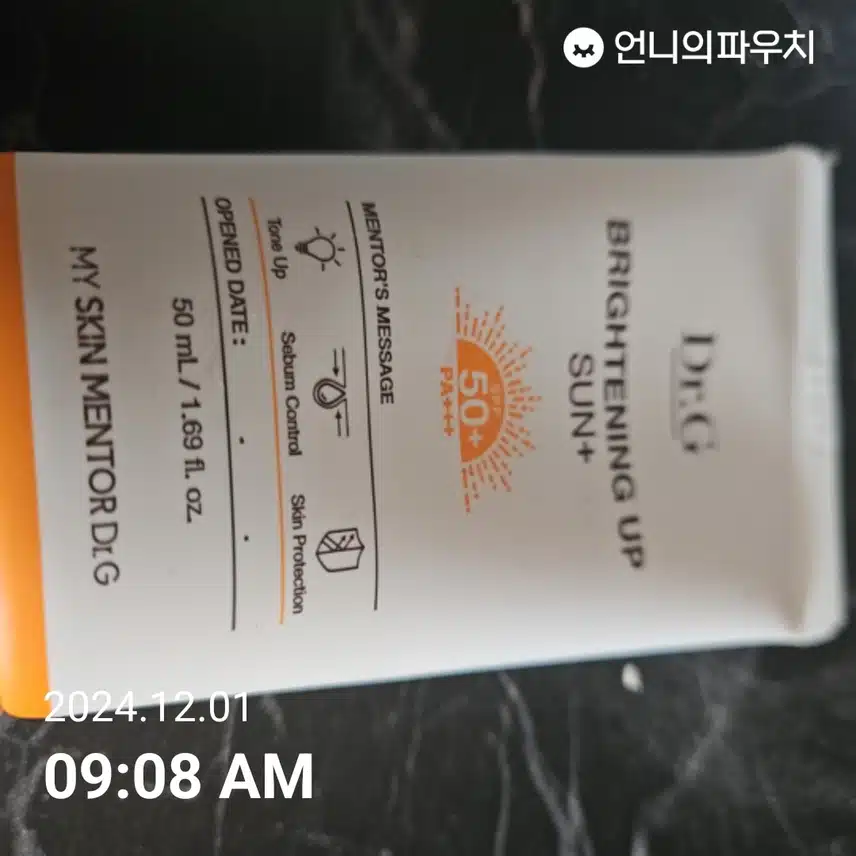 언니의파우치
Dr.G
BRIGHTENING UP
SUN+
SPF
50+
PA+++
MENTOR'S MESSAGE
Tone Up
Sebum Control
Skin Protection
OPENED DATE : . .
50 mL / 1.69 fl. oz.
MY SKIN MENTOR Dr.G
2024.12.01
09:08 AM